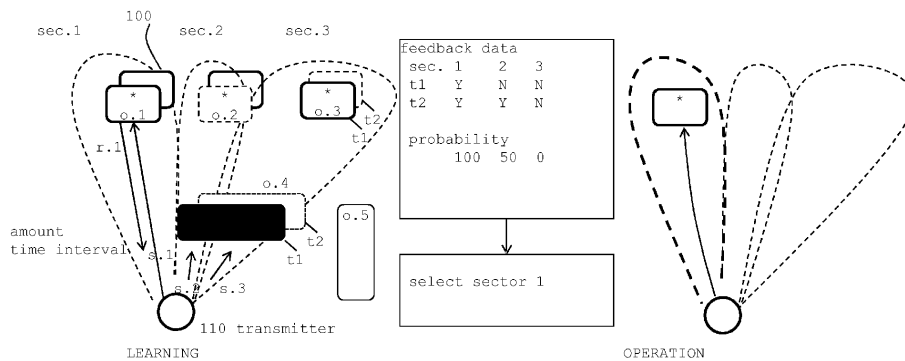 100
sec.1 sec.2 sec.3
* * *
o.1 o.2 o.3
t2
t1
r.1
o.4
o.5
t2
t1
amount
time interval
s.1
s.2 s.3
110 transmitter
LEARNING
feedback data
sec. 1 2 3
t1 Y N N
t2 Y Y N
probability
100 50 0
select sector 1
*
OPERATION